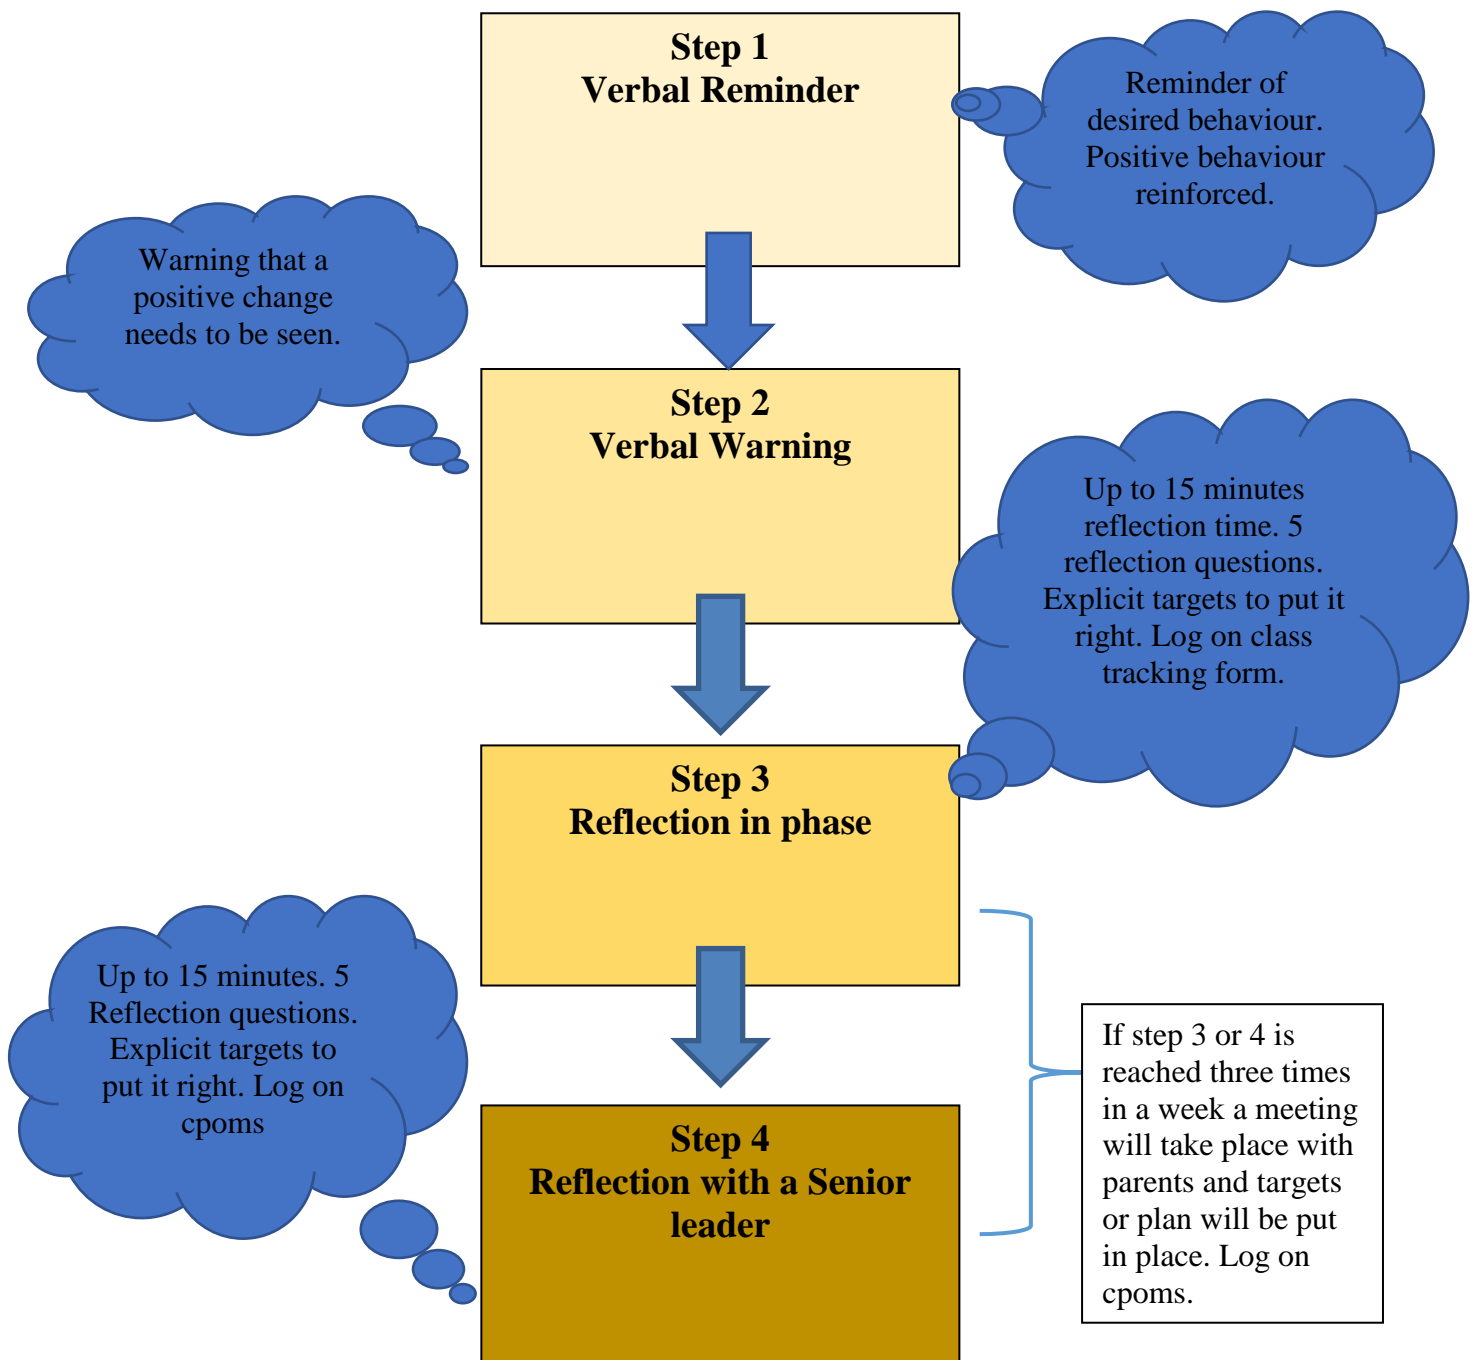 Step 1
Verbal Reminder
Reminder of
desired behaviour.
Positive behaviour
reinforced.
Warning that a
positive change
needs to be seen.
Step 2
Verbal Warning
Up to 15 minutes
reflection time. 5
reflection questions.
Explicit targets to put it
right. Log on class
tracking form.
Step 3
Reflection in phase
Up to 15 minutes. 5
Reflection questions.
Explicit targets to
put it right. Log on
cpoms
If step 3 or 4 is
reached three times
in a week a meeting
will take place with
parents and targets
or plan will be put
in place. Log on
cpoms.
Step 4
Reflection with a Senior
leader